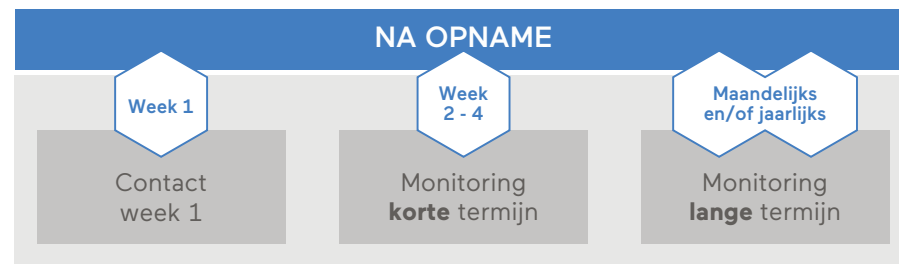 NA OPNAME
Week 1
Week
2 - 4
Maandelijks
en/of jaarlijks
Contact
week 1
Monitoring
korte termijn
Monitoring
lange termijn